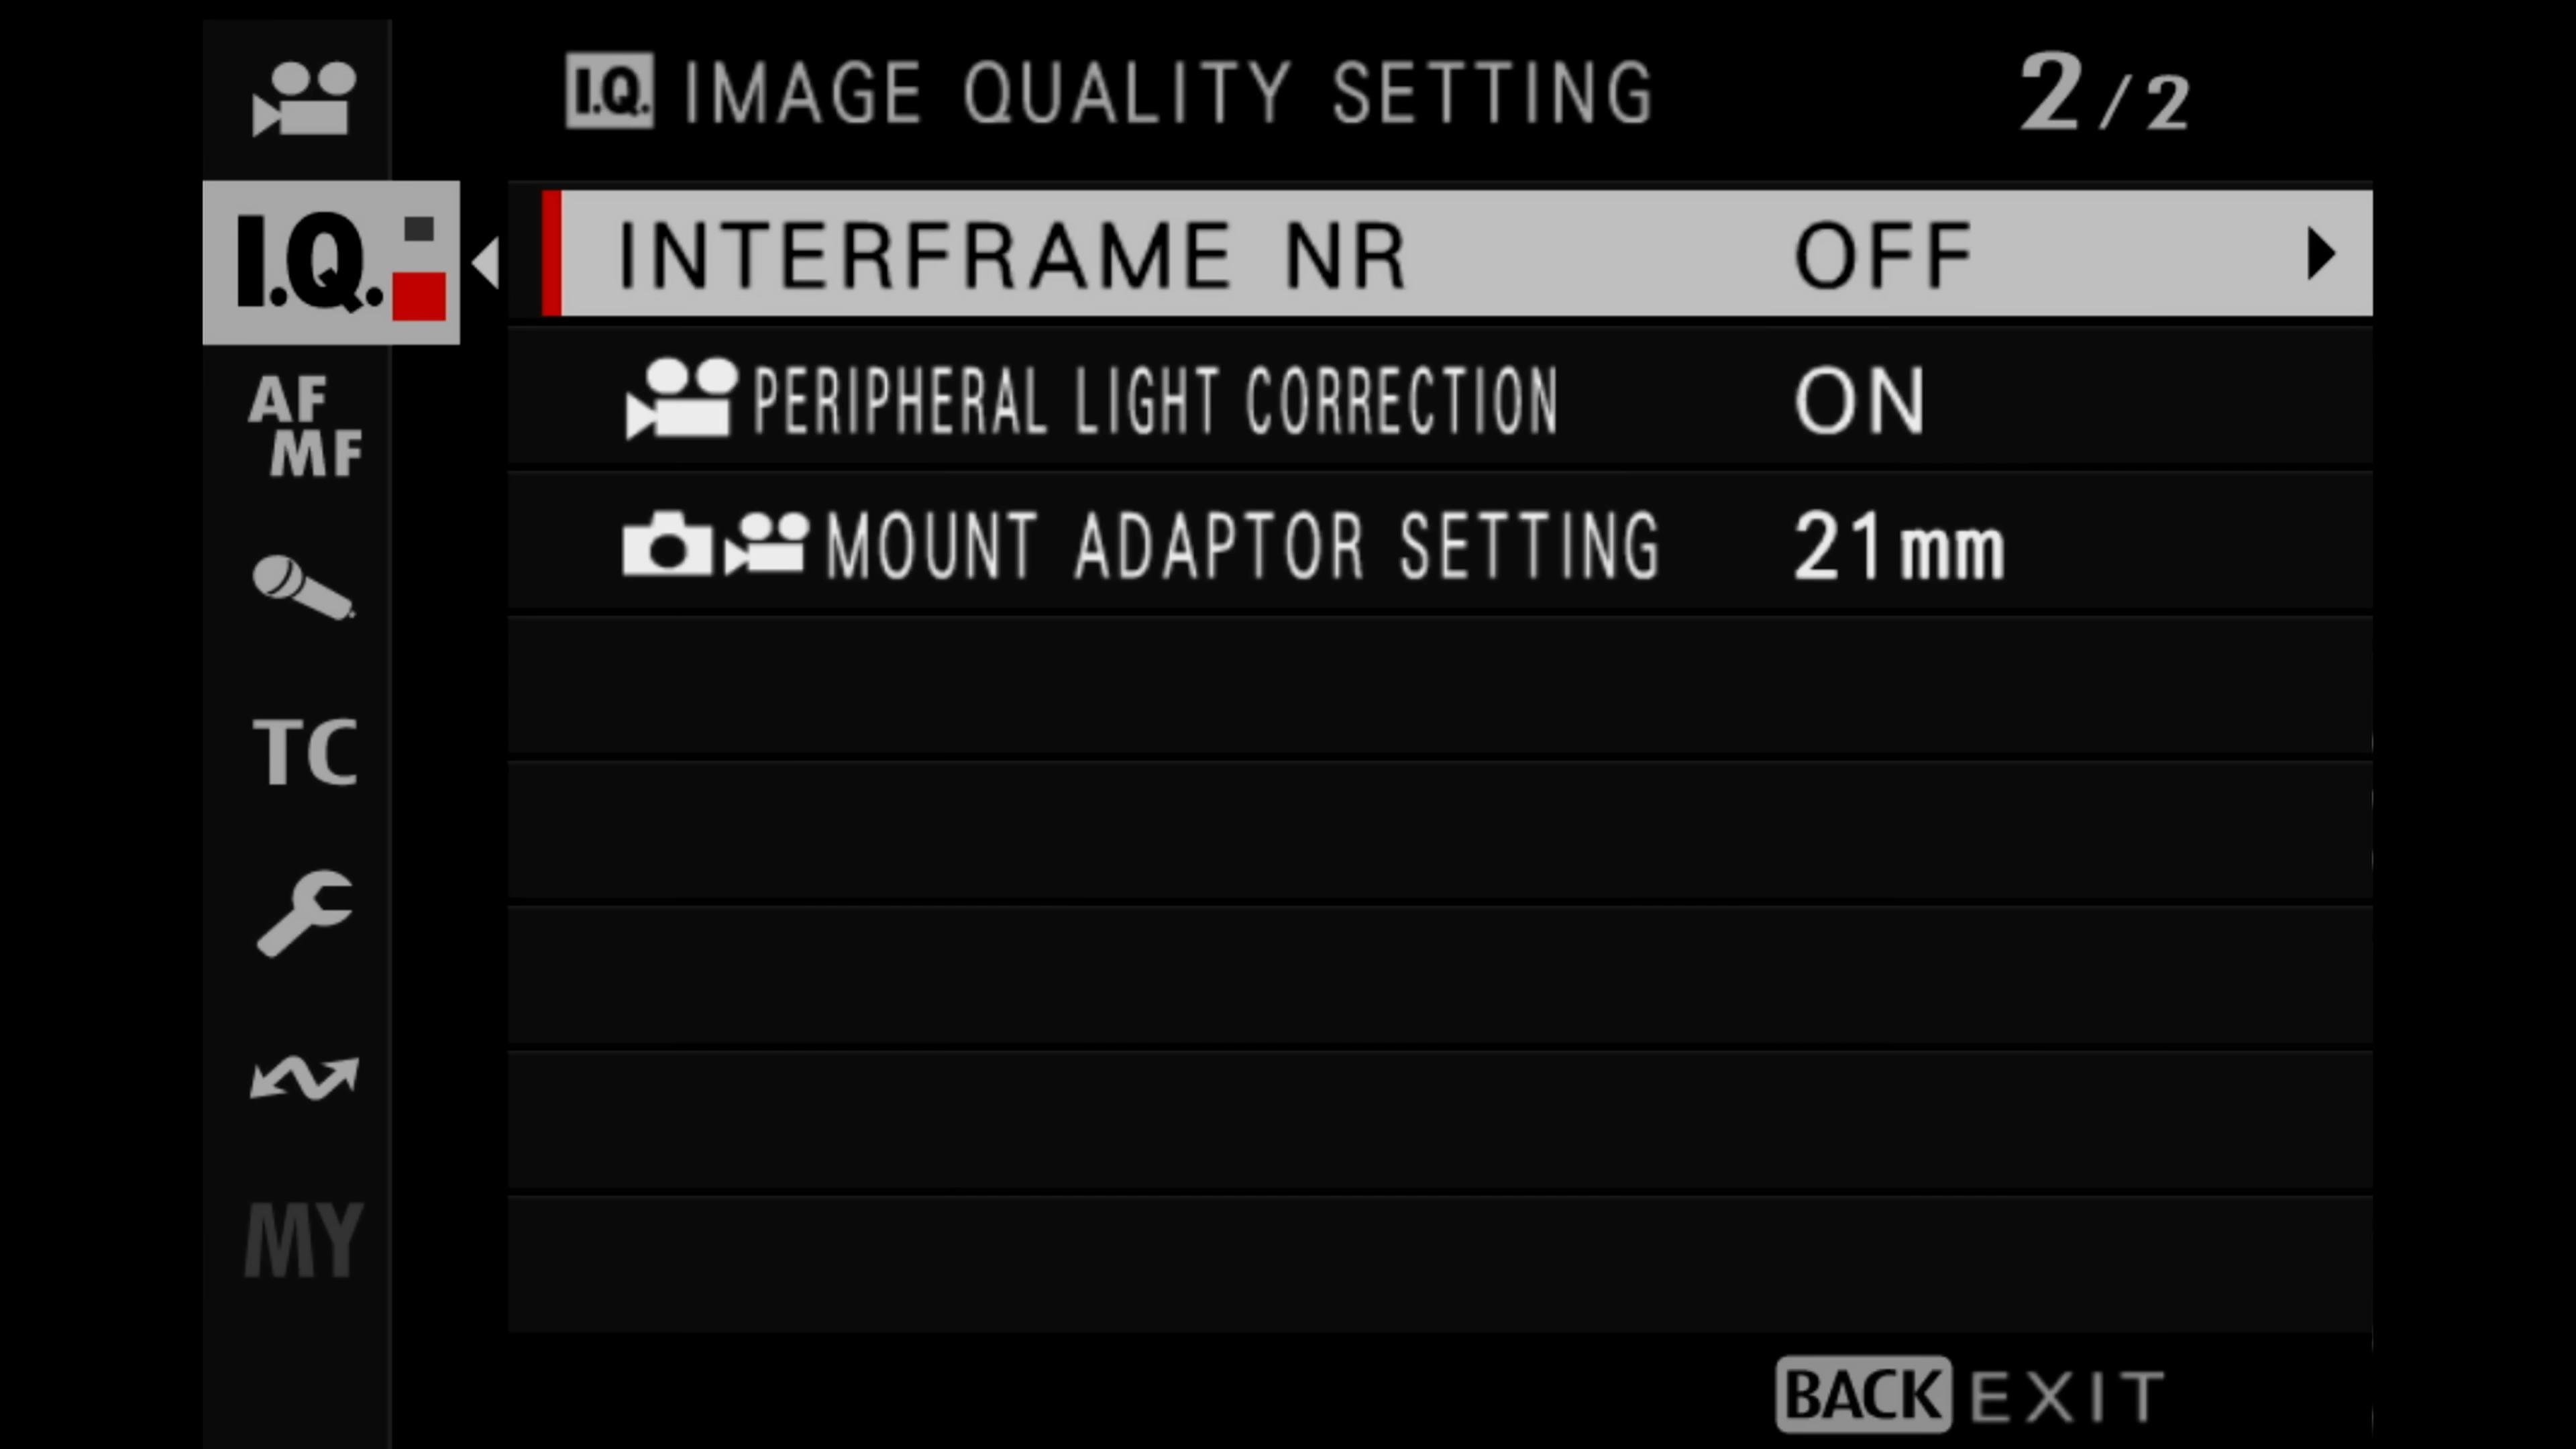 I.Q. IMAGE QUALITY SETTING 2/2
I.Q.
INTERFRAME NR OFF
PERIPHERAL LIGHT CORRECTION ON
AF
MF
MOUNT ADAPTOR SETTING 21mm
TC
MY
BACK EXIT